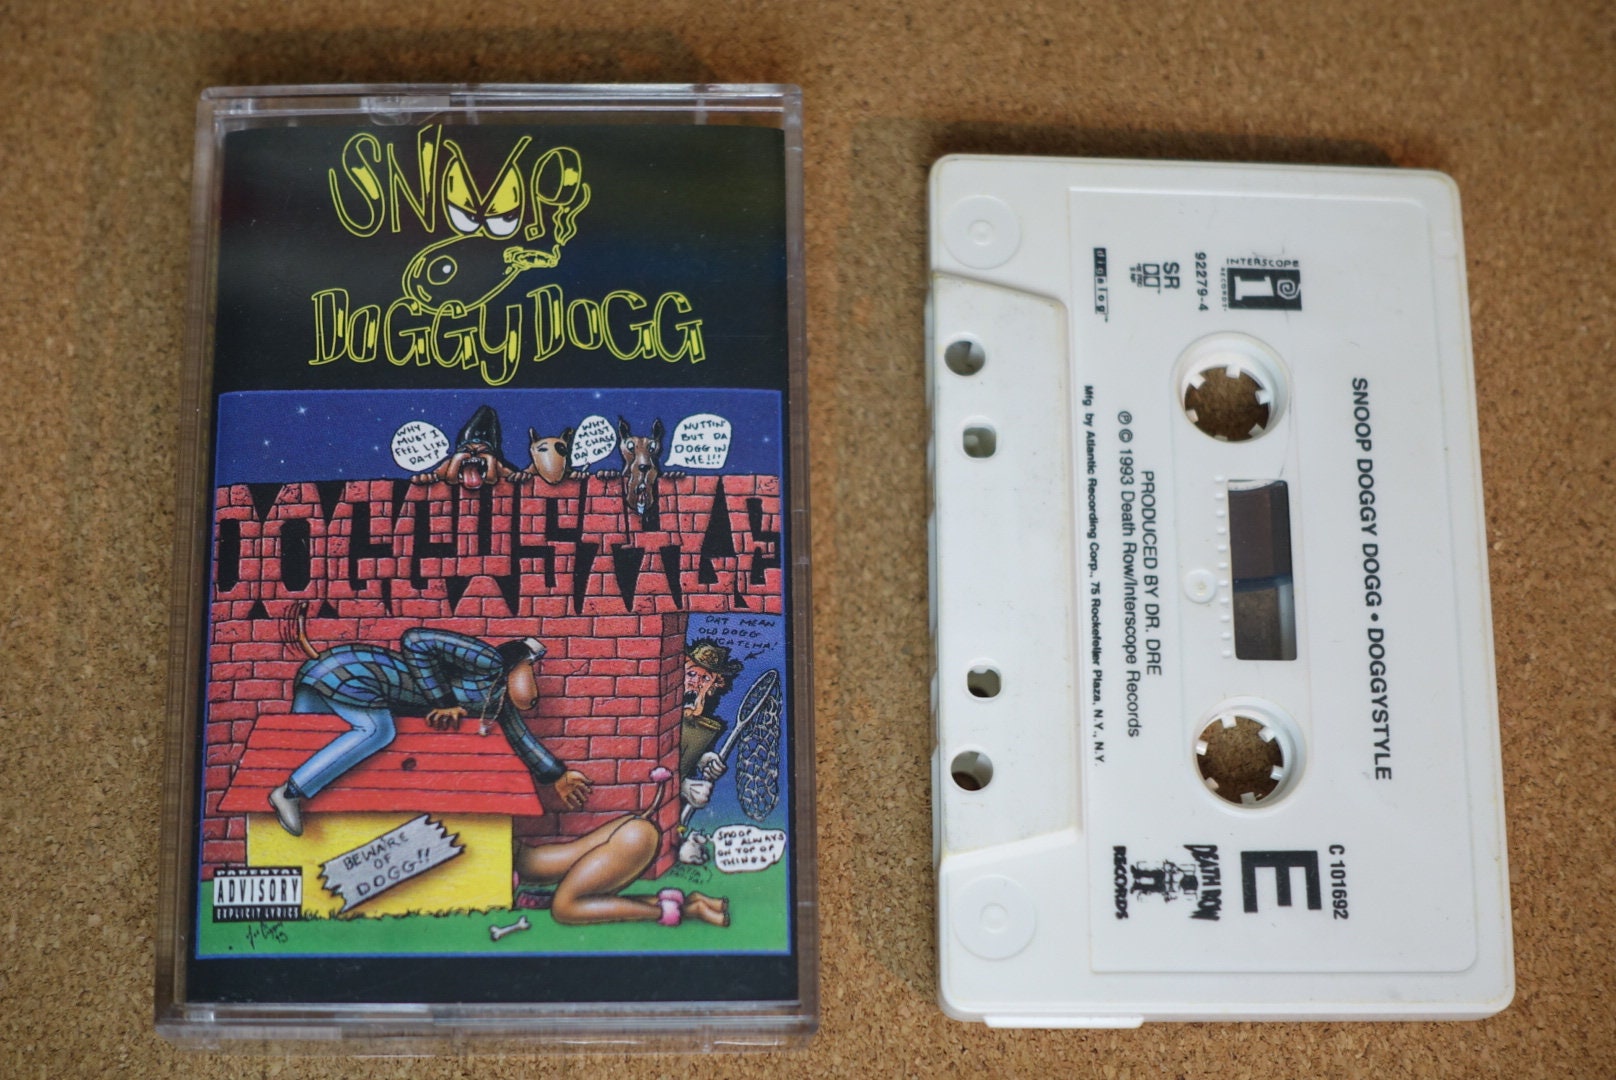 SNOOP
DOGGY DOGG
WHY
MUST I
FEEL LIKE
DAT?
WHY
MUST
I CHASE
DA CAT?
NUTTIN'
BUT DA
DOGG IN
ME!!!
DOGGYSTYLE
DAT MEAN
OLD DOGG
CATCHA!
BEWARE
OF
DOGG!!
SNOOP
IS ALWAYS
ON TOP OF
THINGS!
PARENTAL
ADVISORY
EXPLICIT LYRICS
SNOOP DOGGY DOGG • DOGGYSTYLE
INTERSCOPE
RECORDS
92279-4
SR
digalog™
C 101692
E
DEATH ROW
RECORDS
PRODUCED BY DR. DRE
℗ © 1993 Death Row/Interscope Records
Mfg. by Atlantic Recording Corp., 75 Rockefeller Plaza, N.Y., N.Y.